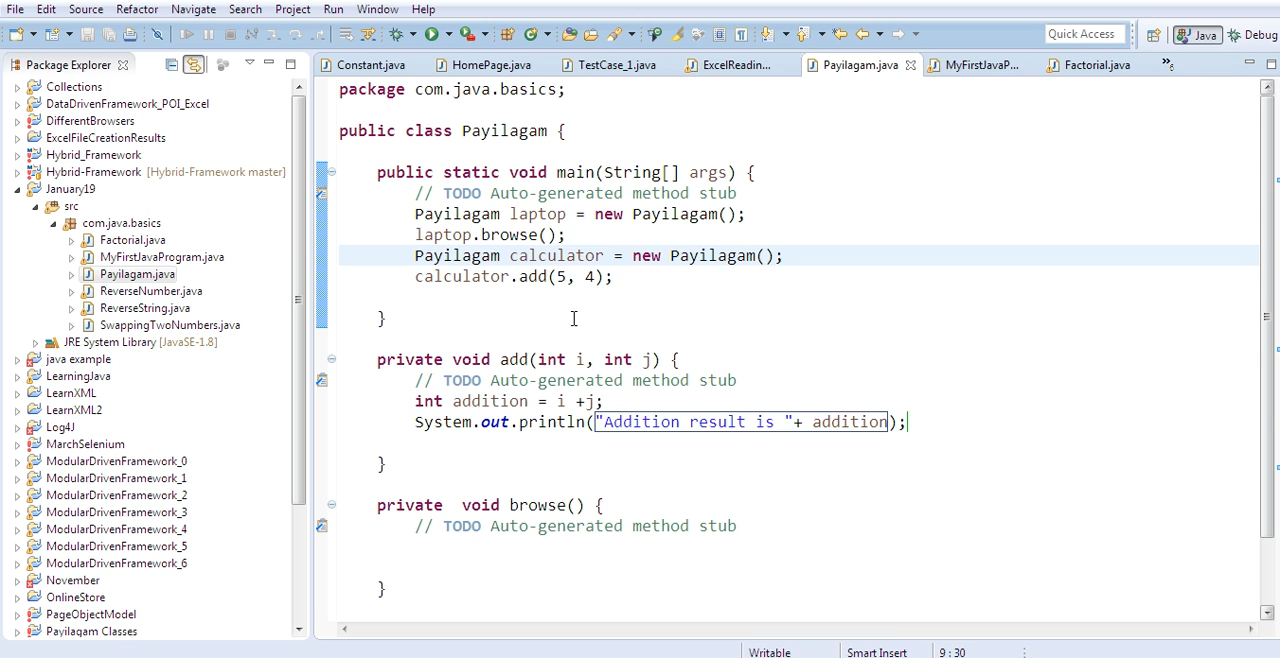 File Edit Source Refactor Navigate Search Project Run Window Help
Quick Access Java Debug
Package Explorer
Constant.java HomePage.java TestCase_1.java ExcelReadin... Payilagam.java MyFirstJavaP... Factorial.java »6
Collections
DataDrivenFramework_POI_Excel
DifferentBrowsers
ExcelFileCreationResults
Hybrid_Framework
Hybrid-Framework [Hybrid-Framework master]
January19
src
com.java.basics
Factorial.java
MyFirstJavaProgram.java
Payilagam.java
ReverseNumber.java
ReverseString.java
SwappingTwoNumbers.java
JRE System Library [JavaSE-1.8]
java example
LearningJava
LearnXML
LearnXML2
Log4J
MarchSelenium
ModularDrivenFramework_0
ModularDrivenFramework_1
ModularDrivenFramework_2
ModularDrivenFramework_3
ModularDrivenFramework_4
ModularDrivenFramework_5
ModularDrivenFramework_6
November
OnlineStore
PageObjectModel
Payilagam Classes
package com.java.basics;
public class Payilagam {
public static void main(String[] args) {
// TODO Auto-generated method stub
Payilagam laptop = new Payilagam();
laptop.browse();
Payilagam calculator = new Payilagam();
calculator.add(5, 4);
}
private void add(int i, int j) {
// TODO Auto-generated method stub
int addition = i +j;
System.out.println("Addition result is "+ addition);
}
private  void browse() {
// TODO Auto-generated method stub
}
Writable Smart Insert 9 : 30